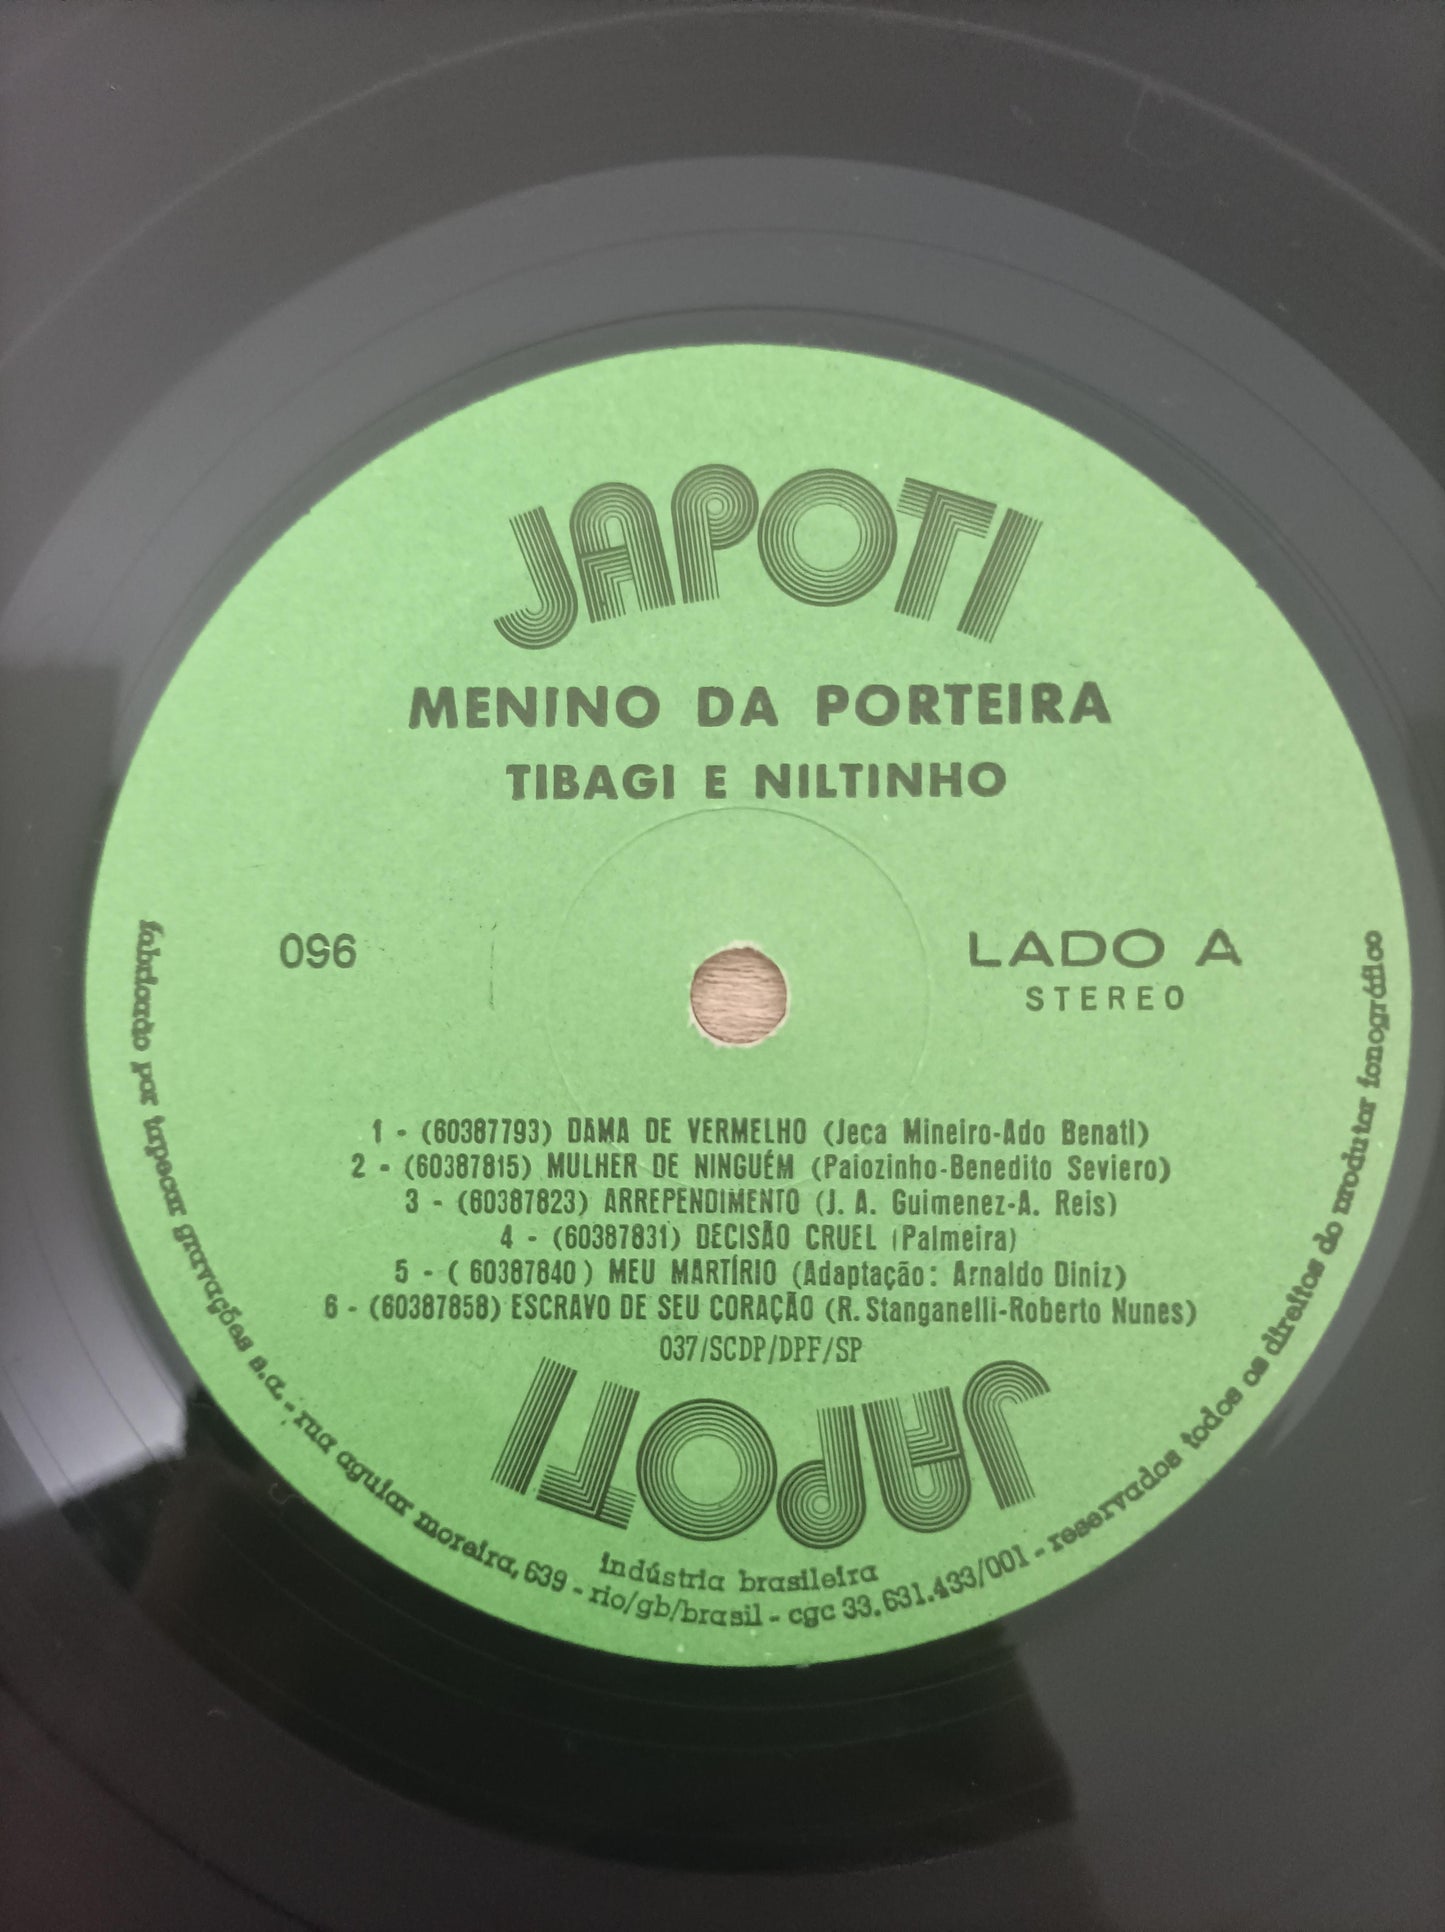 JAPOTI
MENINO DA PORTEIRA
TIBAGI E NILTINHO
096
LADO A
STEREO
1 - (60387793) DAMA DE VERMELHO (Jeca Mineiro-Ado Benati)
2 - (60387815) MULHER DE NINGUÉM (Paiozinho-Benedito Seviero)
3 - (60387823) ARREPENDIMENTO (J. A. Guimenez-A. Reis)
4 - (60387831) DECISÃO CRUEL (Palmeira)
5 - ( 60387840 ) MEU MARTÍRIO (Adaptação: Arnaldo Diniz)
6 - (60387858) ESCRAVO DE SEU CORAÇÃO (R. Stanganelli-Roberto Nunes)
037/SCDP/DPF/SP
JAPOTI
indústria brasileira
fabricado por tapecar gravações s.a. - rua aguiar moreira, 639 - rio/gb/brasil - cgc 33.631.433/001 - reservados todos os direitos do produtor fonográfico